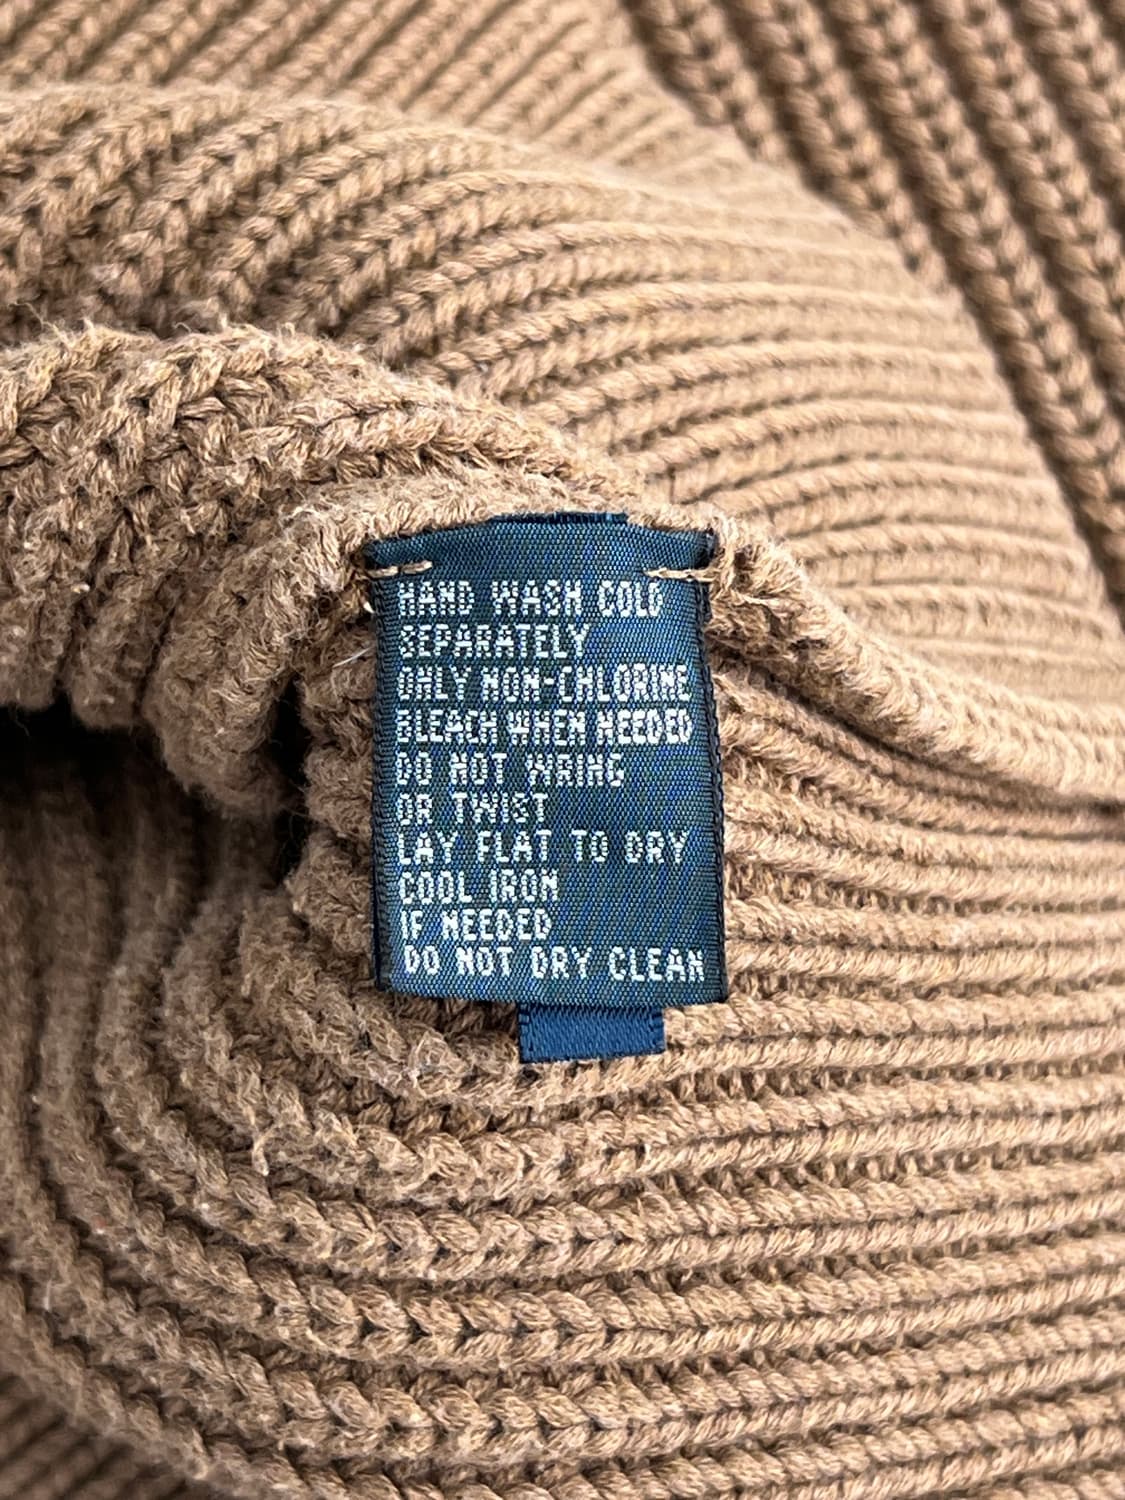 HAND WASH COLD
SEPARATELY
ONLY NON-CHLORINE
BLEACH WHEN NEEDED
DO NOT WRING
OR TWIST
LAY FLAT TO DRY
COOL IRON
IF NEEDED
DO NOT DRY CLEAN